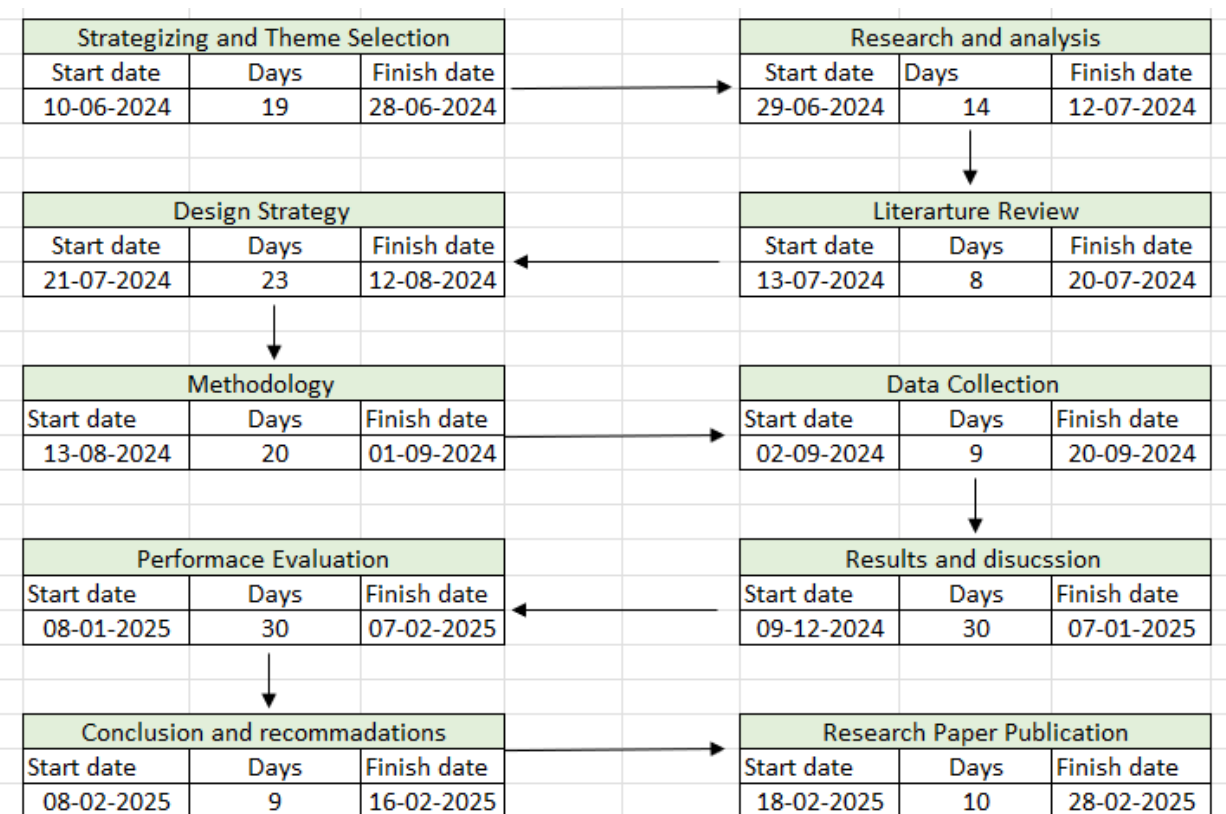 Strategizing and Theme Selection
Start date Days Finish date
10-06-2024 19 28-06-2024
Research and analysis
Start date Days Finish date
29-06-2024 14 12-07-2024
Literarture Review
Start date Days Finish date
13-07-2024 8 20-07-2024
Design Strategy
Start date Days Finish date
21-07-2024 23 12-08-2024
Methodology
Start date Days Finish date
13-08-2024 20 01-09-2024
Data Collection
Start date Days Finish date
02-09-2024 9 20-09-2024
Results and disucssion
Start date Days Finish date
09-12-2024 30 07-01-2025
Performace Evaluation
Start date Days Finish date
08-01-2025 30 07-02-2025
Conclusion and recommadations
Start date Days Finish date
08-02-2025 9 16-02-2025
Research Paper Publication
Start date Days Finish date
18-02-2025 10 28-02-2025